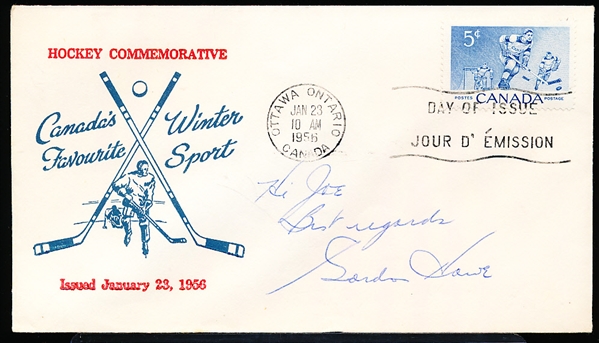 HOCKEY COMMEMORATIVE
Canada's Winter
Favourite Sport
Issued January 23, 1956
OTTAWA ONTARIO
JAN 23
10 AM
1956
CANADA
5¢
POSTES CANADA POSTAGE
DAY OF ISSUE
JOUR D' ÉMISSION
Hi Joe
Best regards
Gordon Howe